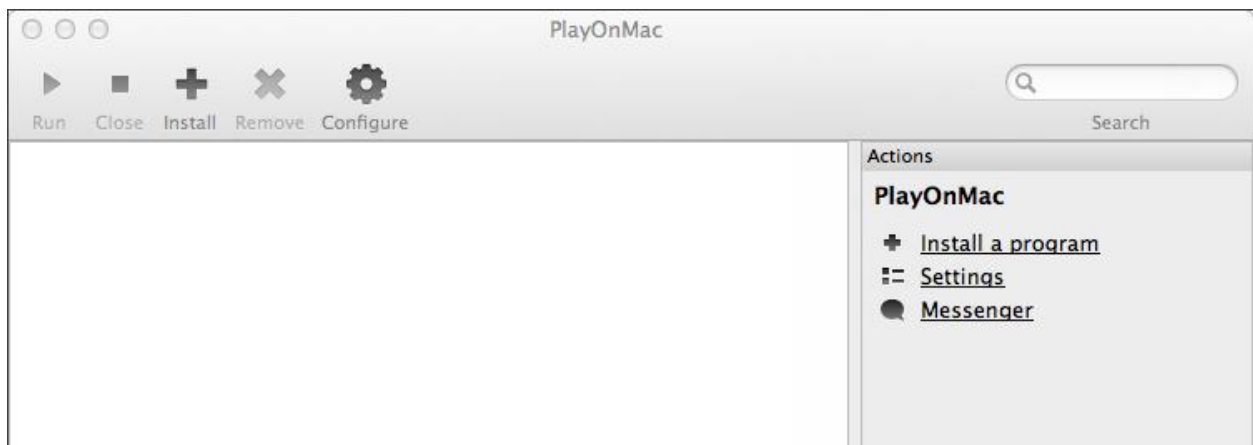 PlayOnMac
Run Close Install Remove Configure
Search
Actions
PlayOnMac
Install a program
Settings
Messenger